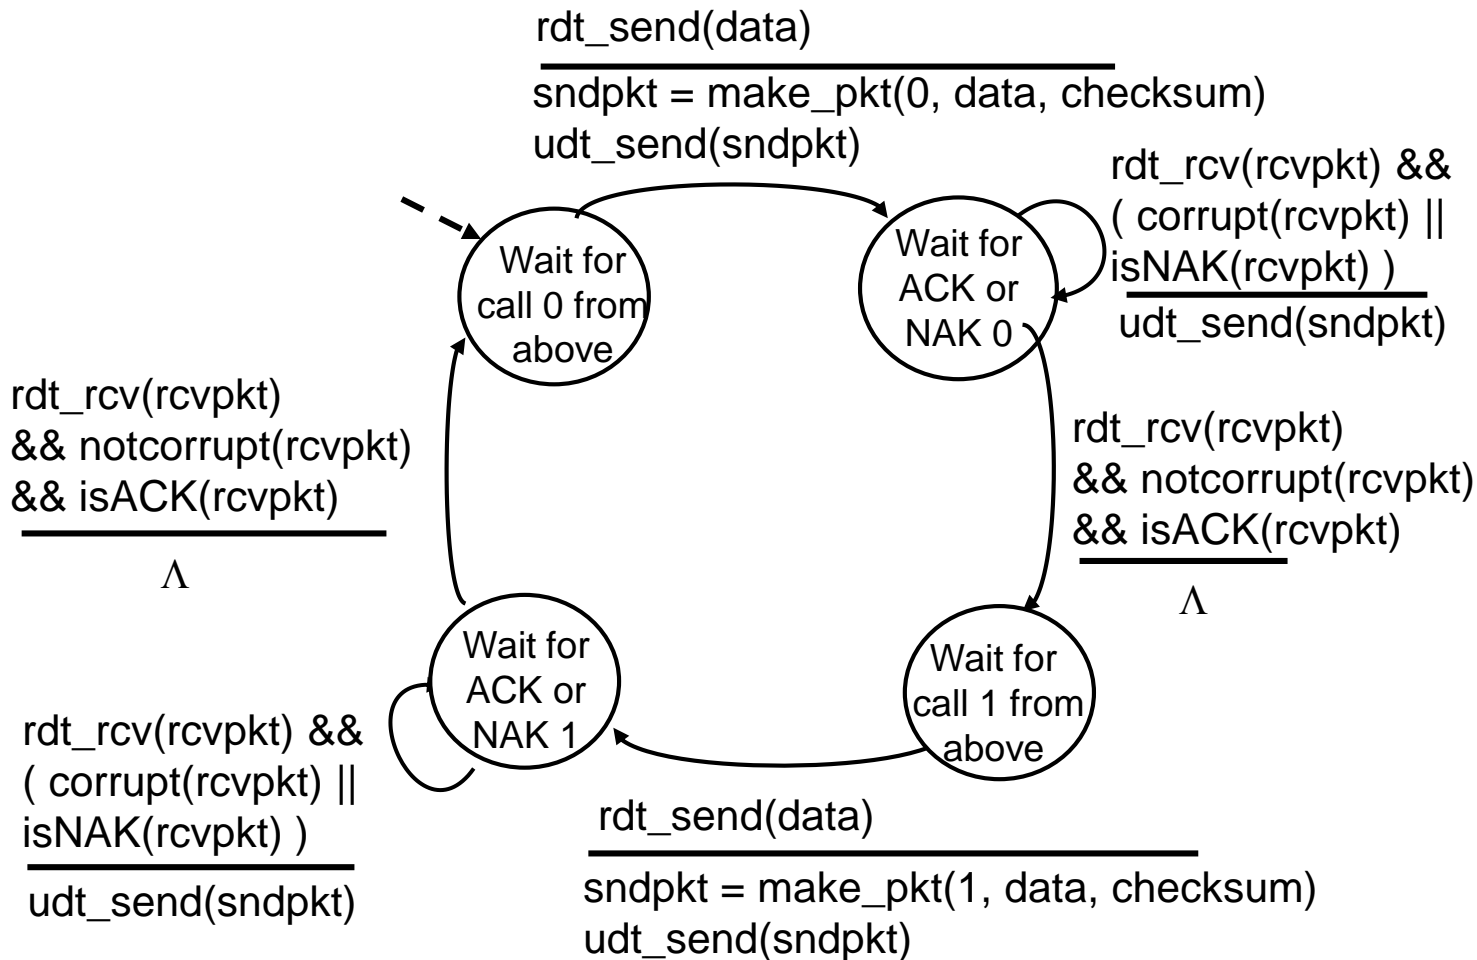 rdt_send(data)
sndpkt = make_pkt(0, data, checksum)
udt_send(sndpkt)
rdt_rcv(rcvpkt) &&
( corrupt(rcvpkt) ||
isNAK(rcvpkt) )
udt_send(sndpkt)
Wait for
call 0 from
above
Wait for
ACK or
NAK 0
rdt_rcv(rcvpkt)
&& notcorrupt(rcvpkt)
&& isACK(rcvpkt)
Λ
rdt_rcv(rcvpkt)
&& notcorrupt(rcvpkt)
&& isACK(rcvpkt)
Λ
Wait for
ACK or
NAK 1
Wait for
call 1 from
above
rdt_rcv(rcvpkt) &&
( corrupt(rcvpkt) ||
isNAK(rcvpkt) )
udt_send(sndpkt)
rdt_send(data)
sndpkt = make_pkt(1, data, checksum)
udt_send(sndpkt)